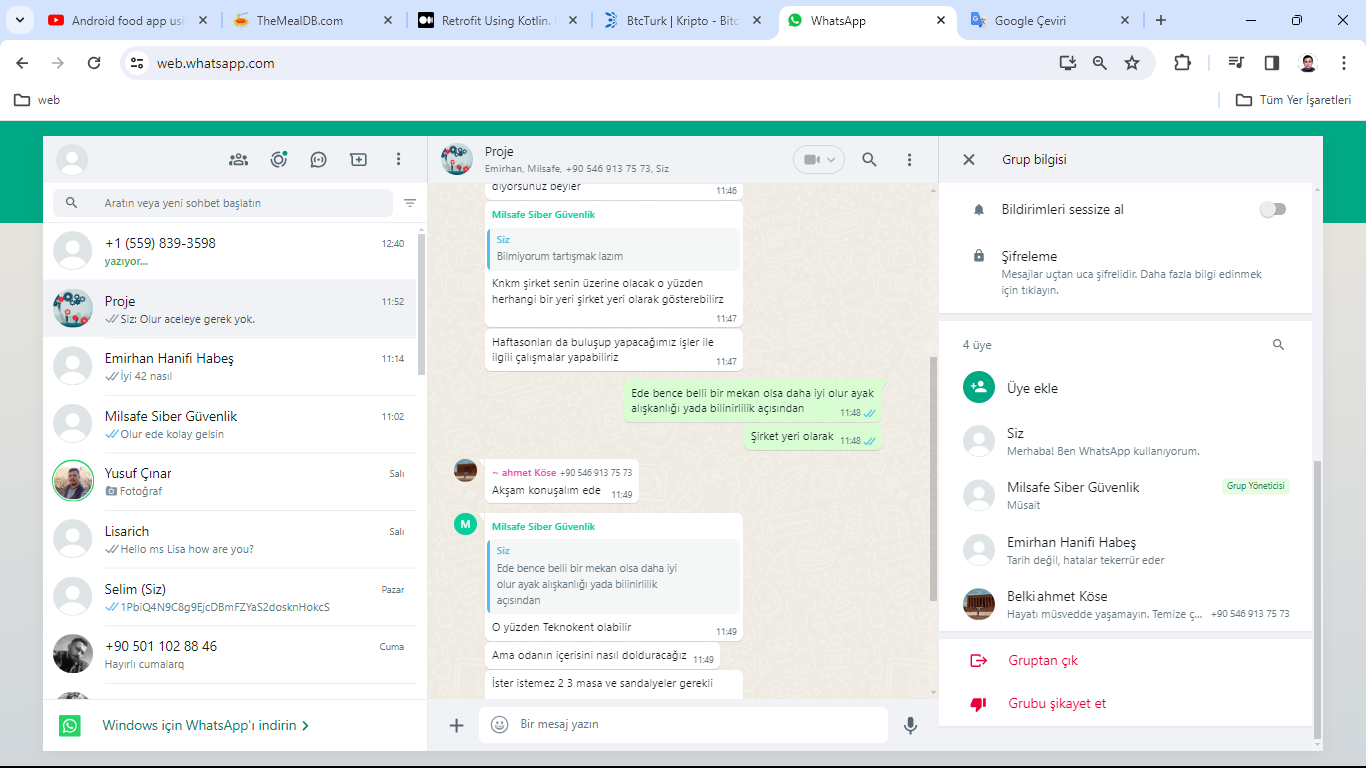 Android food app usi
TheMealDB.com
Retrofit Using Kotlin.
BtcTurk | Kripto - Bitc
WhatsApp
Google Çeviri
web.whatsapp.com
web
Tüm Yer İşaretleri
Aratın veya yeni sohbet başlatın
+1 (559) 839-3598
12:40
yazıyor...
Proje
11:52
Siz: Olur aceleye gerek yok.
Emirhan Hanifi Habeş
11:14
İyi 42 nasıl
Milsafe Siber Güvenlik
11:02
Olur ede kolay gelsin
Yusuf Çınar
Salı
Fotoğraf
Lisarich
Salı
Hello ms Lisa how are you?
Selim (Siz)
Pazar
1PbiQ4N9C8g9EjcDBmFZYaS2dosknHokcS
+90 501 102 88 46
Cuma
Hayırlı cumalarq
Windows için WhatsApp'ı indirin
Proje
Emirhan, Milsafe, +90 546 913 75 73, Siz
diyorsunuz beyler
11:46
Milsafe Siber Güvenlik
Siz
Bilmiyorum tartışmak lazım
Knkm şirket senin üzerine olacak o yüzden
herhangi bir yeri şirket yeri olarak gösterebilirz
11:47
Haftasonları da buluşup yapacağımız işler ile
ilgili çalışmalar yapabiliriz
11:47
Ede bence belli bir mekan olsa daha iyi olur ayak
alışkanlığı yada bilinirlilik açısından
11:48
Şirket yeri olarak
11:48
~ ahmet Köse +90 546 913 75 73
Akşam konuşalım ede
11:49
M
Milsafe Siber Güvenlik
Siz
Ede bence belli bir mekan olsa daha iyi
olur ayak alışkanlığı yada bilinirlilik
açısından
O yüzden Teknokent olabilir
11:49
Ama odanın içerisini nasıl dolduracağız
11:49
İster istemez 2 3 masa ve sandalyeler gerekli
Bir mesaj yazın
Grup bilgisi
Bildirimleri sessize al
Şifreleme
Mesajlar uçtan uca şifrelidir. Daha fazla bilgi edinmek
için tıklayın.
4 üye
Üye ekle
Siz
Merhaba! Ben WhatsApp kullanıyorum.
Milsafe Siber Güvenlik
Grup Yöneticisi
Müsait
Emirhan Hanifi Habeş
Tarih değil, hatalar tekerrür eder
Belki ahmet Köse
Hayatı müsvedde yaşamayın. Temize ç...
+90 546 913 75 73
Gruptan çık
Grubu şikayet et